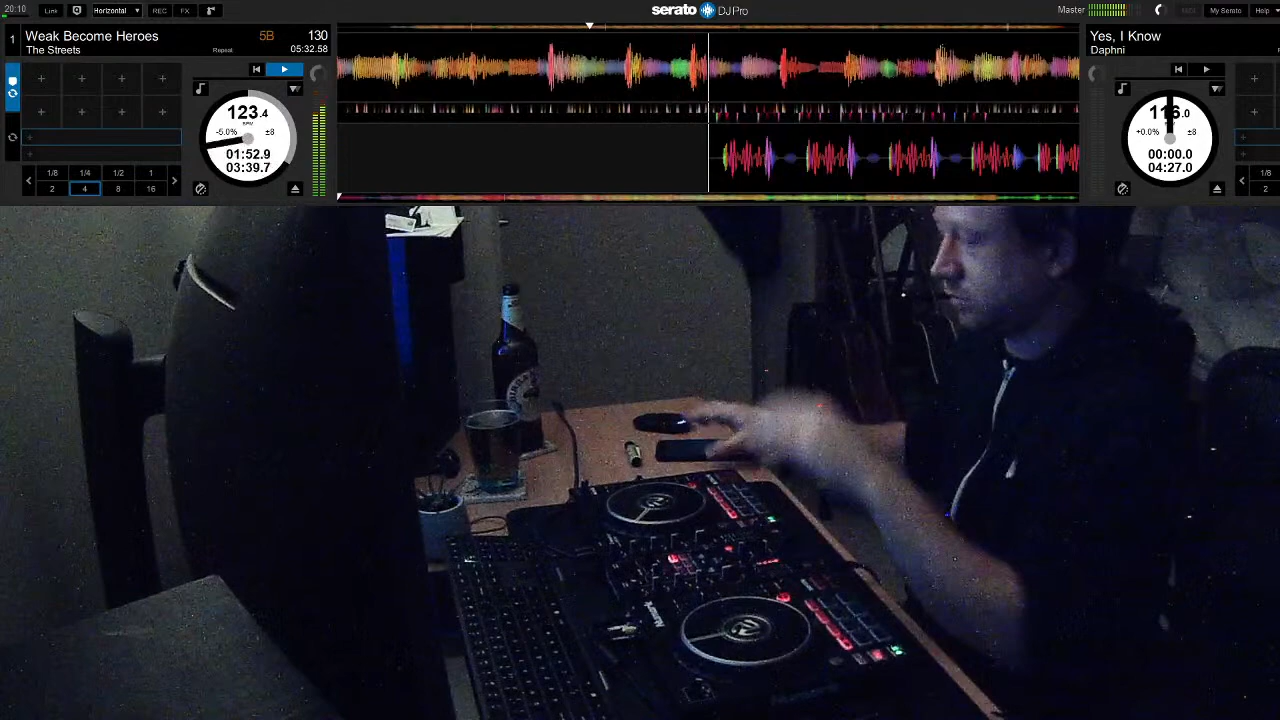 20:10 Link Horizontal REC FX serato DJ Pro Master My Serato Help
1 Weak Become Heroes 5B 130
The Streets Repeat 05:32.58
123.4
BPM
-5.0% ±8
01:52.9
03:39.7
1/8 1/4 1/2 1
2 4 8 16
Yes, I Know
Daphni
116.0
+0.0% ±8
00:00.0
04:27.0
1/8
2
Numark